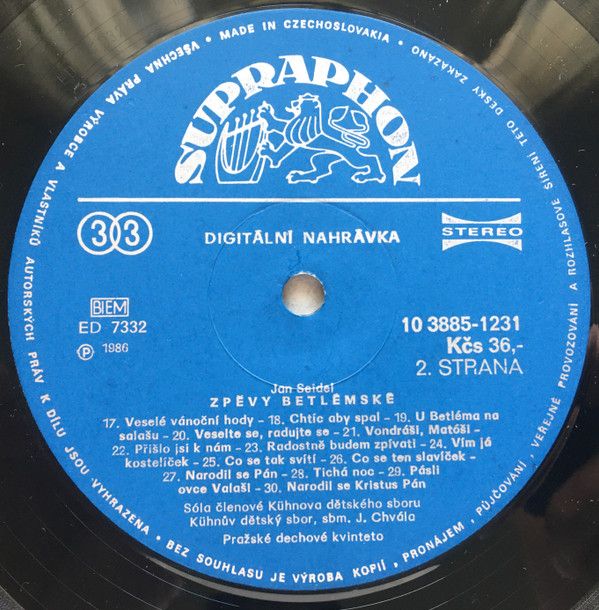 VŠECHNA PRÁVA VÝROBCE A VLASTNÍKŮ AUTORSKÝCH PRÁV K DÍLU JSOU VYHRAZENA • BEZ SOUHLASU JE VÝROBA KOPIÍ, PRONÁJEM, PŮJČOVÁNÍ, VEŘEJNÉ PROVOZOVÁNÍ A ROZHLASOVÉ ŠÍŘENÍ TÉTO DESKY ZAKÁZÁNO • MADE IN CZECHOSLOVAKIA •
SUPRAPHON
33
DIGITÁLNÍ NAHRÁVKA
STEREO
BIEM
ED 7332
℗ 1986
10 3885-1231
Kčs 36,-
2. STRANA
Jan Seidel
ZPĚVY BETLÉMSKÉ
17. Veselé vánoční hody - 18. Chtíc aby spal - 19. U Betléma na
salašu - 20. Veselte se, radujte se - 21. Vondráši, Matóši -
22. Přišlo jsi k nám - 23. Radostně budem zpívati - 24. Vím já
kostelíček - 25. Co se tak svítí - 26. Co se ten slavíček -
27. Narodil se Pán - 28. Tichá noc - 29. Pásli
ovce Valaši - 30. Narodil se Kristus Pán
Sóla členové Kühnova dětského sboru
Kühnův dětský sbor, sbm. J. Chvála
Pražské dechové kvinteto